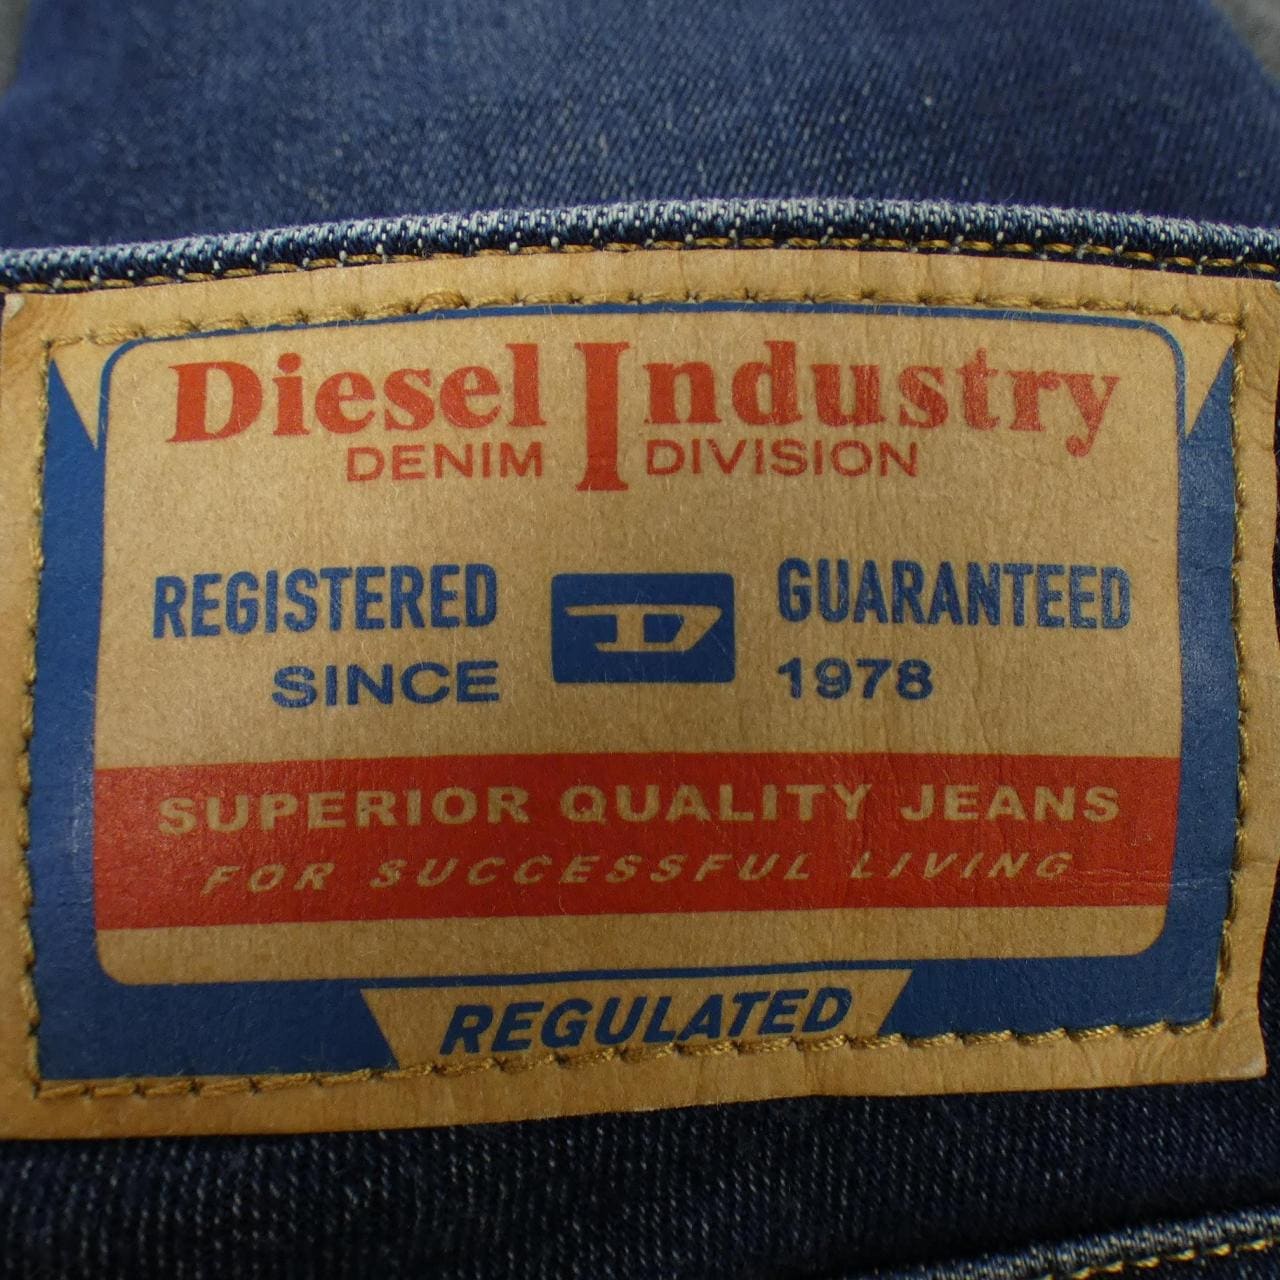 Diesel Industry
DENIM DIVISION
REGISTERED D GUARANTEED
SINCE 1978
SUPERIOR QUALITY JEANS
FOR SUCCESSFUL LIVING
REGULATED